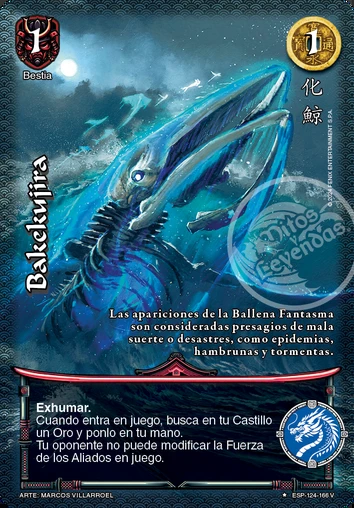 1
1
Bestia
化鯨
Bakekujira
© 2024 FENIX ENTERTAINMENT S.P.A.
Mitos y Leyendas
Las apariciones de la Ballena Fantasma
son consideradas presagios de mala
suerte o desastres, como epidemias,
hambrunas y tormentas.
Exhumar.
Cuando entra en juego, busca en tu Castillo
un Oro y ponlo en tu mano.
Tu oponente no puede modificar la Fuerza
de los Aliados en juego.
ARTE: MARCOS VILLARROEL
ESP-124-166 V